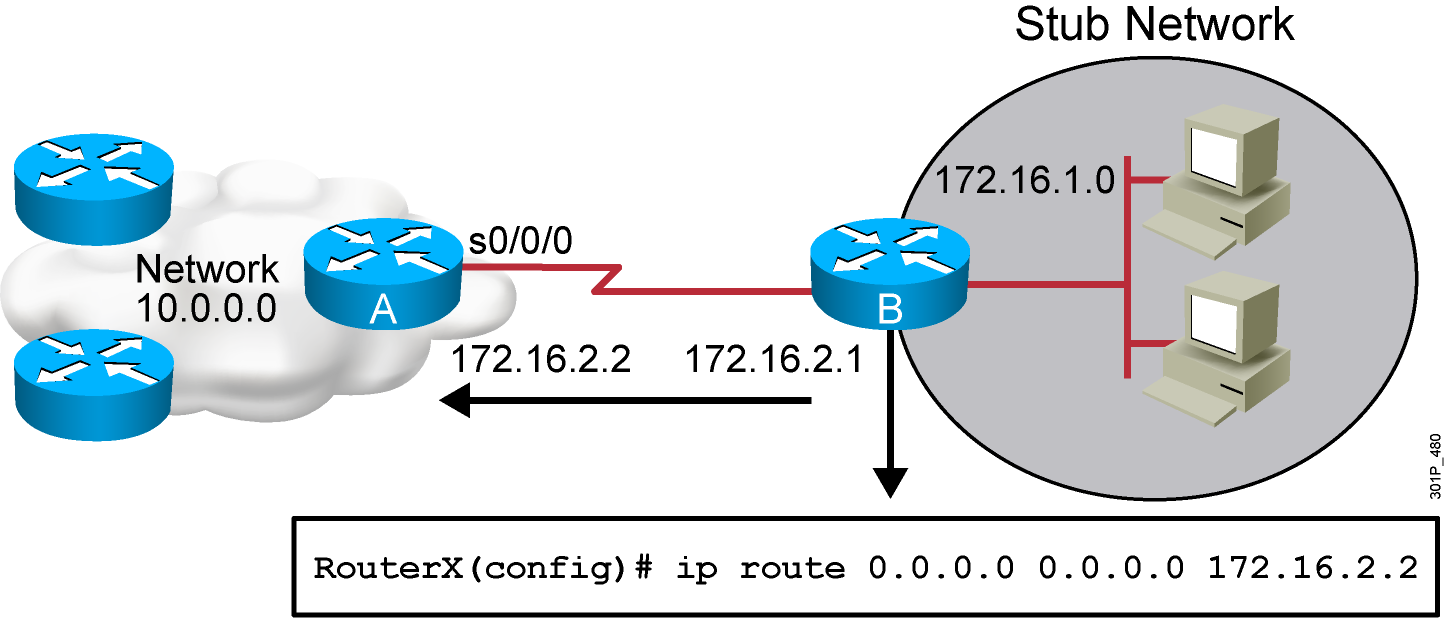 Stub Network
172.16.1.0
s0/0/0
Network
10.0.0.0
A
B
172.16.2.2
172.16.2.1
301P_480
RouterX(config)# ip route 0.0.0.0 0.0.0.0 172.16.2.2